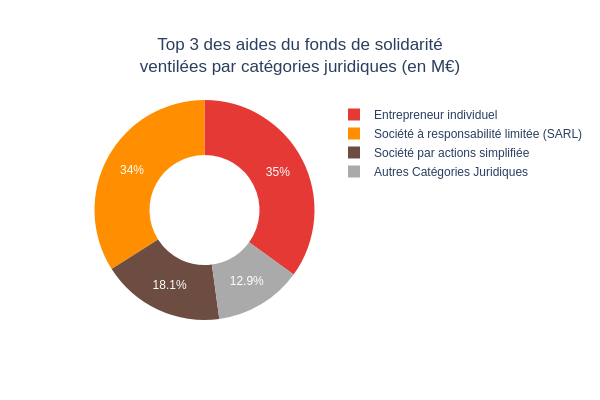 Top 3 des aides du fonds de solidarité
ventilées par catégories juridiques (en M€)
Entrepreneur individuel
Société à responsabilité limitée (SARL)
Société par actions simplifiée
Autres Catégories Juridiques
34%
35%
18.1%
12.9%